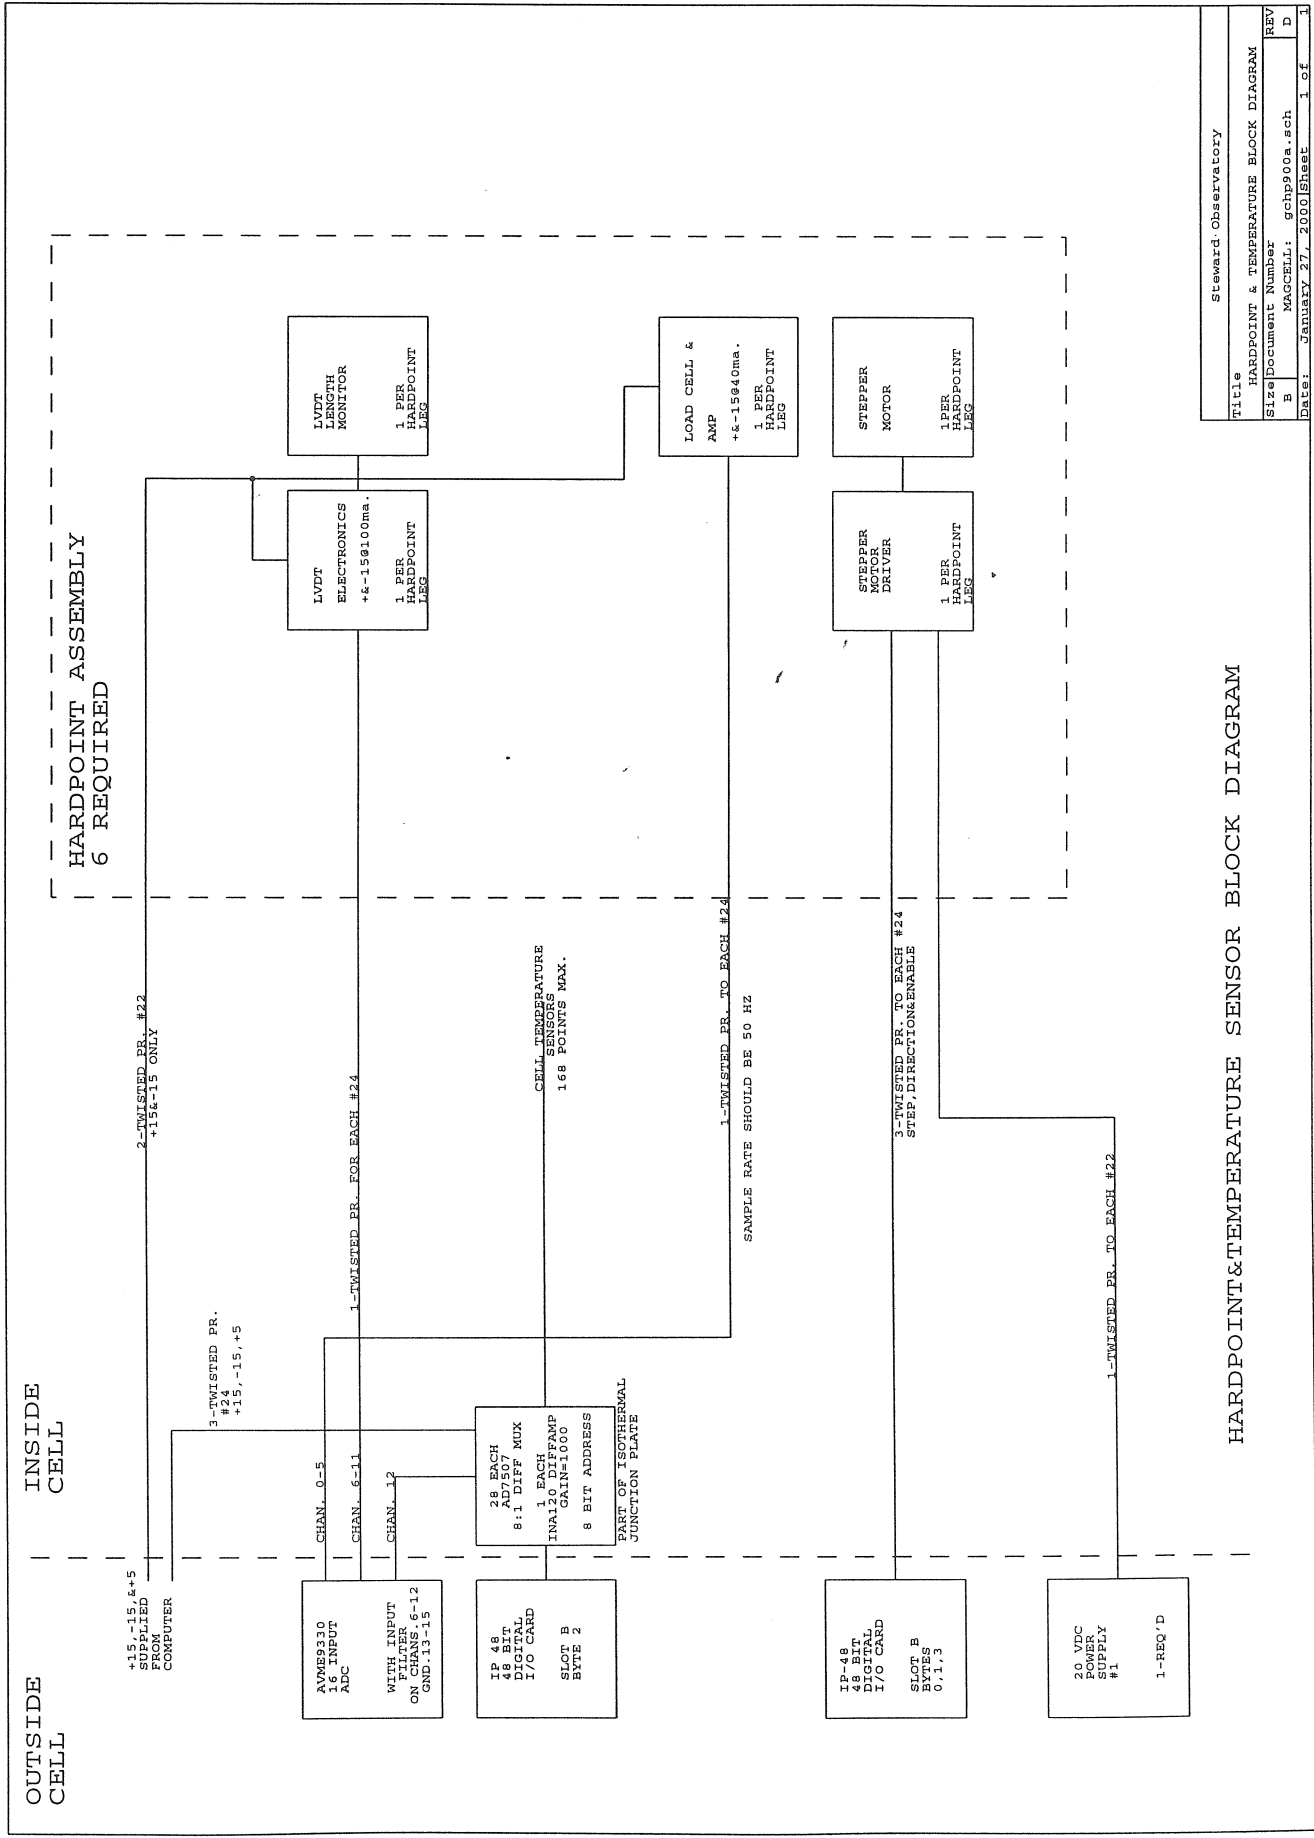 OUTSIDE
CELL
INSIDE
CELL
HARDPOINT ASSEMBLY
6 REQUIRED
+15,-15,&+5
SUPPLIED
FROM
COMPUTER
2-TWISTED PR. #22
+15&-15 ONLY
3-TWISTED PR.
#24
+15,-15,+5
AVME9330
16 INPUT
ADC
WITH INPUT
FILTER
ON CHANS.6-12
GND.13-15
CHAN. 0-5
CHAN. 6-11
CHAN. 12
1-TWISTED PR. FOR EACH #24
LVDT
ELECTRONICS
+&-15@100ma.
1 PER
HARDPOINT
LEG
LVDT
LENGTH
MONITOR
1 PER
HARDPOINT
LEG
IP 48
48 BIT
DIGITAL
I/O CARD
SLOT B
BYTE 2
28 EACH
AD7507
8:1 DIFF MUX
1 EACH
INA120 DIFFAMP
GAIN=1000
8 BIT ADDRESS
PART OF ISOTHERMAL
JUNCTION PLATE
CELL TEMPERATURE
SENSORS
168 POINTS MAX.
1-TWISTED PR. TO EACH #24
SAMPLE RATE SHOULD BE 50 HZ
LOAD CELL &
AMP
+&-15@40ma.
1 PER
HARDPOINT
LEG
IP-48
48 BIT
DIGITAL
I/O CARD
SLOT B
BYTES
0,1,3
3-TWISTED PR. TO EACH #24
STEP,DIRECTION&ENABLE
STEPPER
MOTOR
DRIVER
1 PER
HARDPOINT
LEG
STEPPER
MOTOR
1PER
HARDPOINT
LEG
20 VDC
POWER
SUPPLY
#1
1-REQ'D
1-TWISTED PR. TO EACH #22
HARDPOINT&TEMPERATURE SENSOR BLOCK DIAGRAM
Steward Observatory
Title
HARDPOINT & TEMPERATURE BLOCK DIAGRAM
Size Document Number REV
B MAGCELL: gchp900a.sch D
Date: January 27, 2000 Sheet 1 of 1